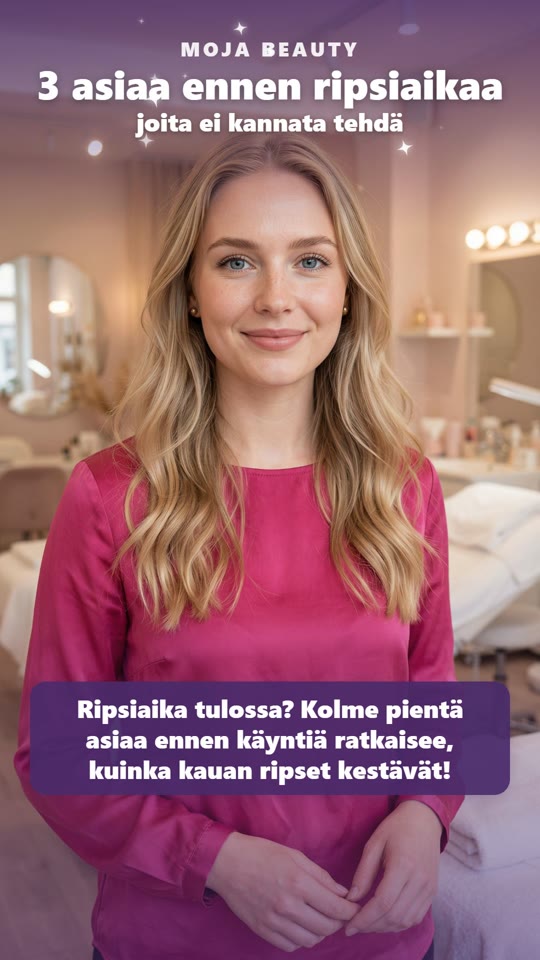 MOJA BEAUTY
3 asiaa ennen ripsiaikaa
joita ei kannata tehdä
Ripsiaika tulossa? Kolme pientä
asiaa ennen käyntiä ratkaisee,
kuinka kauan ripset kestävät!